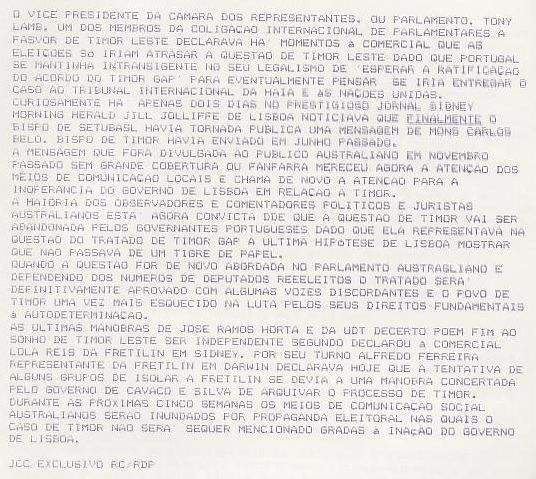 O VICE PRESIDENTE DA CAMARA DOS REPRESENTANTES, OU PARLAMENTO, TONY
LAMB, UM DOS MEMBROS DA COLIGAÇAO INTERNACIONAL DE PARLAMENTARES A
FASVOR DE TIMOR LESTE DECLARAVA HA' MOMENTOS à COMERCIAL QUE AS
ELEIÇOES Só IRIAM ATRASAR A QUESTAO DE TIMOR LESTE DADO QUE PORTUGAL
SE MANTINHA INTRANSIGENTE NO SEU LEGALISMO DE 'ESPERAR A RATIFICAÇAO
DO ACORDO DO TIMOR GAP' PARA EVENTUALMENTE PENSAR SE IRIA ENTREGAR O
CASO AO TRIBUNAL INTERNACIONAL DA HAIA E àS NAÇOES UNIDAS.
CURIOSAMENTE HA' APENAS DOIS DIAS NO PRESTIGIOSO JORNAL SIDNEY
MORNING HERALD JILL JOLLIFFE DE LISBOA NOTICIAVA QUE FINALMENTE O
BISPO DE SETUBASL HAVIA TORNADA PUBLICA UMA MENSAGEM DE MONS CARLOS
BELO, BISPO DE TIMOR HAVIA ENVIADO EM JUNHO PASSADO.
A MENSAGEM QUE FORA DIVULGADA AO PUBLICO AUSTRALIANO EM NOVEMBRO
PASSADO SEM GRANDE COBERTURA OU FANFARRA MERECEU AGORA A ATENÇAO DOS
MEIOS DE COMUNICAÇAO LOCAIS E CHAMA DE NOVO A ATENÇAO PARA A
INOPERANCIA DO GOVERNO DE LISBOA EM RELAÇAO A TIMOR.
A MAIORIA DOS OBSERVADORES E COMENTADORES POLITICOS E JURISTAS
AUSTRALIANOS ESTA' AGORA CONVICTA DDE QUE A QUESTAO DE TIMOR VAI SER
ABANDONADA PELOS GOVERNANTES PORTUGUESES DADO QUE ELA REPRESENTAVA NA
QUESTAO DO TRATADO DE TIMOR GAP A ULTIMA HIPóTESE DE LISBOA MOSTRAR
QUE NAO PASSAVA DE UM TIGRE DE PAPEL.
QUANDO A QUESTAO FOR DE NOVO ABORDADA NO PARLAMENTO AUSTRAGLIANO E
DEPENDENDO DOS NUMEROS DE DEPUTADOS REEELEITOS O TRATADO SERA'
DEFINITIVAMENTE APROVADO COM ALGUMAS VOZES DISCORDANTES E O POVO DE
TIMOR UMA VEZ MAIS ESQUECIDO NA LUTA PELOS SEUS DIREITOS FUNDAMENTAIS
à AUTODETERMINAÇAO.
AS ULTIMAS MANOBRAS DE JOSE RAMOS HORTA E DA UDT DECERTO POEM FIM AO
SONHO DE TIMOR LESTE SER INDEPENDENTE SEGUNDO DECLAROU à COMERCIAL
LOLA REIS DA FRETILIN EM SIDNEY. POR SEU TURNO ALFREDO FERREIRA
REPRESENTANTE DA FRETILIN EM DARWIN DECLARAVA HOJE QUE A TENTATIVA DE
ALGUNS GRUPOS DE ISOLAR A FRETILIN SE DEVIA A UMA MANOBRA CONCERTADA
PELO GOVERNO DE CAVACO E SILVA DE ARQUIVAR O PROCESSO DE TIMOR.
DURANTE AS PRóXIMAS CINCO SEMANAS OS MEIOS DE COMUNICAÇAO SOCIAL
AUSTRALIANOS SERAO INUNDADOS POR PROPAGANDA ELEITORAL NAS QUAIS O
CASO DE TIMOR NAO SERA' SEQUER MENCIONADO GRADAS à INAÇAO DO GOVERNO
DE LISBOA.
JCC EXCLUSIVO RC/RDP